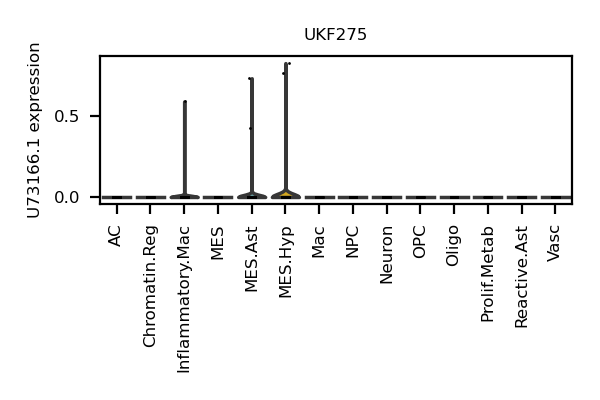 UKF275
U73166.1 expression
0.5
0.0
AC
Chromatin.Reg
Inflammatory.Mac
MES
MES.Ast
MES.Hyp
Mac
NPC
Neuron
OPC
Oligo
Prolif.Metab
Reactive.Ast
Vasc